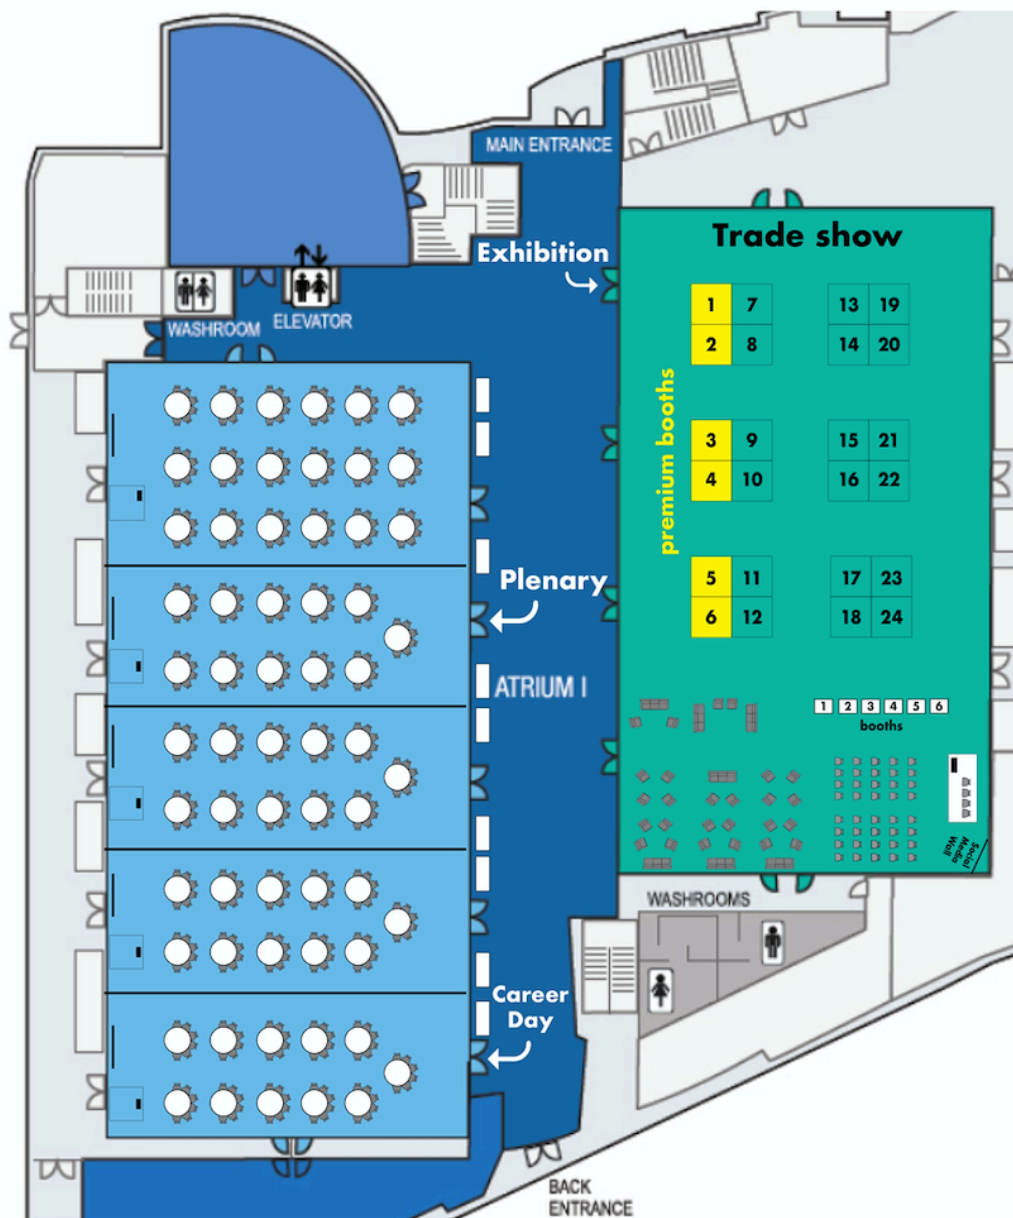 MAIN ENTRANCE
Trade show
Exhibition
WASHROOM
ELEVATOR
premium booths
1 7 13 19
2 8 14 20
3 9 15 21
4 10 16 22
5 11 17 23
6 12 18 24
Plenary
ATRIUM I
1 2 3 4 5 6
booths
Social
Media
Wall
WASHROOMS
Career
Day
BACK
ENTRANCE